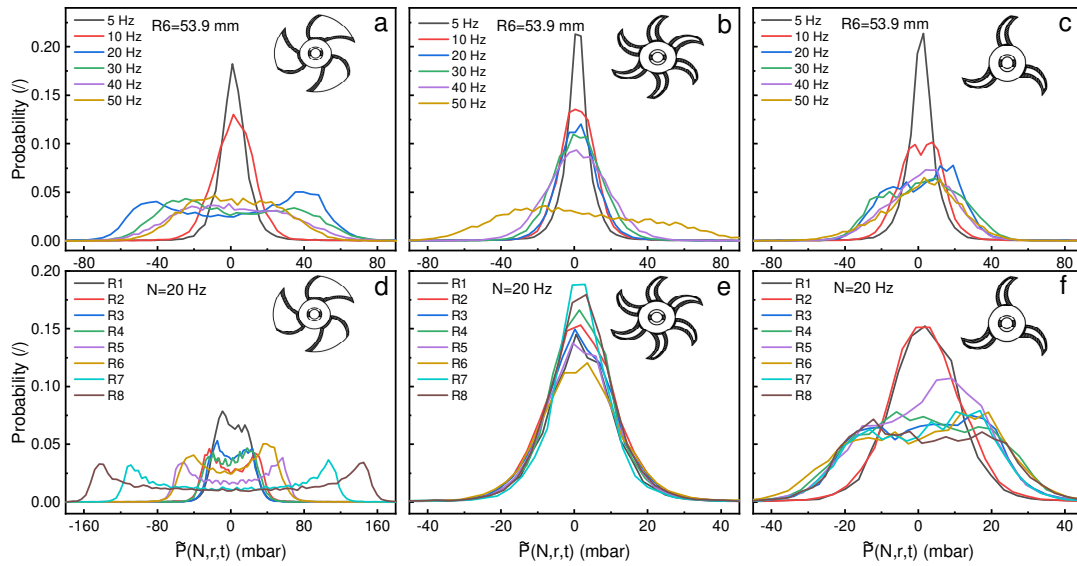 R6=53.9 mm
a
5 Hz
10 Hz
20 Hz
30 Hz
40 Hz
50 Hz
0.20
0.15
0.10
0.05
0.00
Probability (/)
-80
-40
0
40
80
R6=53.9 mm
b
5 Hz
10 Hz
20 Hz
30 Hz
40 Hz
50 Hz
-80
-40
0
40
80
R6=53.9 mm
c
5 Hz
10 Hz
20 Hz
30 Hz
40 Hz
50 Hz
-80
-40
0
40
80
N=20 Hz
d
R1
R2
R3
R4
R5
R6
R7
R8
0.20
0.15
0.10
0.05
0.00
Probability (/)
-160
-80
0
80
160
P̃(N,r,t) (mbar)
N=20 Hz
e
R1
R2
R3
R4
R5
R6
R7
R8
-40
-20
0
20
40
P̃(N,r,t) (mbar)
N=20 Hz
f
R1
R2
R3
R4
R5
R6
R7
R8
-40
-20
0
20
40
P̃(N,r,t) (mbar)